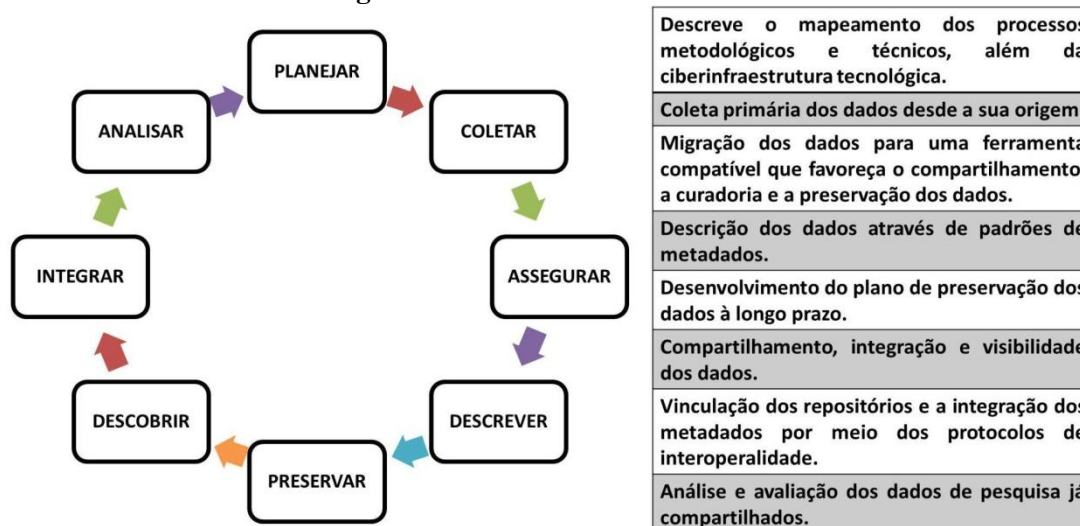 PLANEJAR
COLETAR
ASSEGURAR
DESCREVER
PRESERVAR
DESCOBRIR
INTEGRAR
ANALISAR
Descreve o mapeamento dos processos
metodológicos e técnicos, além da
ciberinfraestrutura tecnológica.
Coleta primária dos dados desde a sua origem
Migração dos dados para uma ferramenta
compatível que favoreça o compartilhamento
a curadoria e a preservação dos dados.
Descrição dos dados através de padrões de
metadados.
Desenvolvimento do plano de preservação dos
dados à longo prazo.
Compartilhamento, integração e visibilidade
dos dados.
Vinculação dos repositórios e a integração dos
metadados por meio dos protocolos de
interoperalidade.
Análise e avaliação dos dados de pesquisa já
compartilhados.